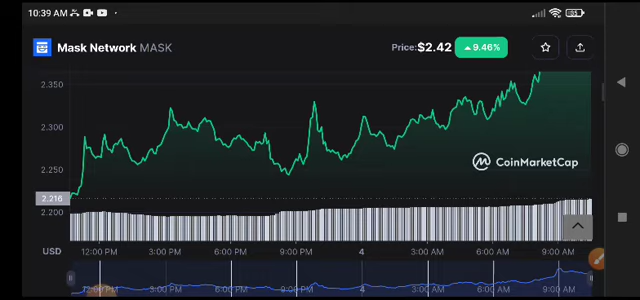 10:39 AM
Mask Network MASK
Price: $2.42 9.46%
2.350
2.300
2.250
CoinMarketCap
2.216
2.200
USD 12:00 PM 3:00 PM 6:00 PM 9:00 PM 4 3:00 AM 6:00 AM 9:00 AM
12:00 PM 3:00 PM 6:00 PM 9:00 PM 4 3:00 AM 6:00 AM 9:00 AM